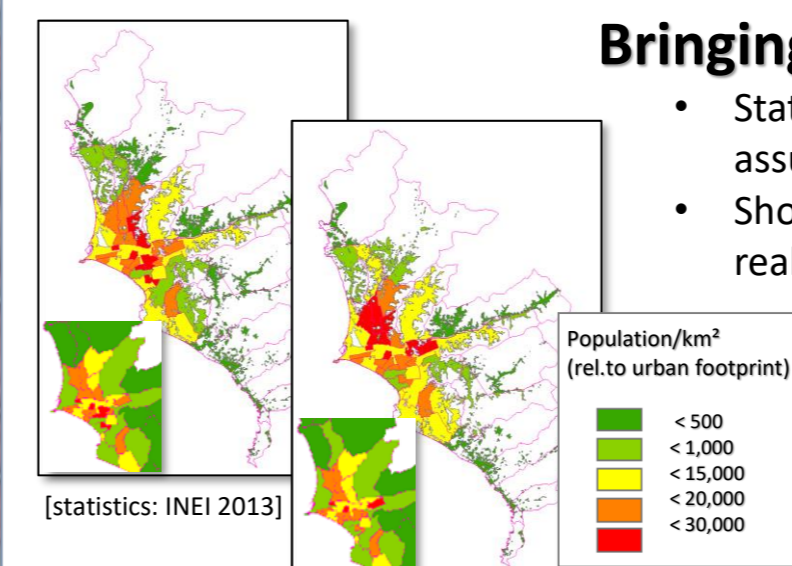 Bringing
• Stat
assu
• Sho
real
Population/km²
(rel.to urban footprint)
< 500
< 1,000
< 15,000
< 20,000
< 30,000
[statistics: INEI 2013]